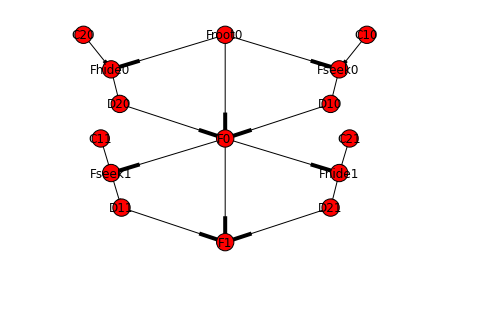 C20 Froot0 C10
Fhide0 Fseek0
D20 D10
C11 F0 C21
Fseek1 Fhide1
D11 D21
F1